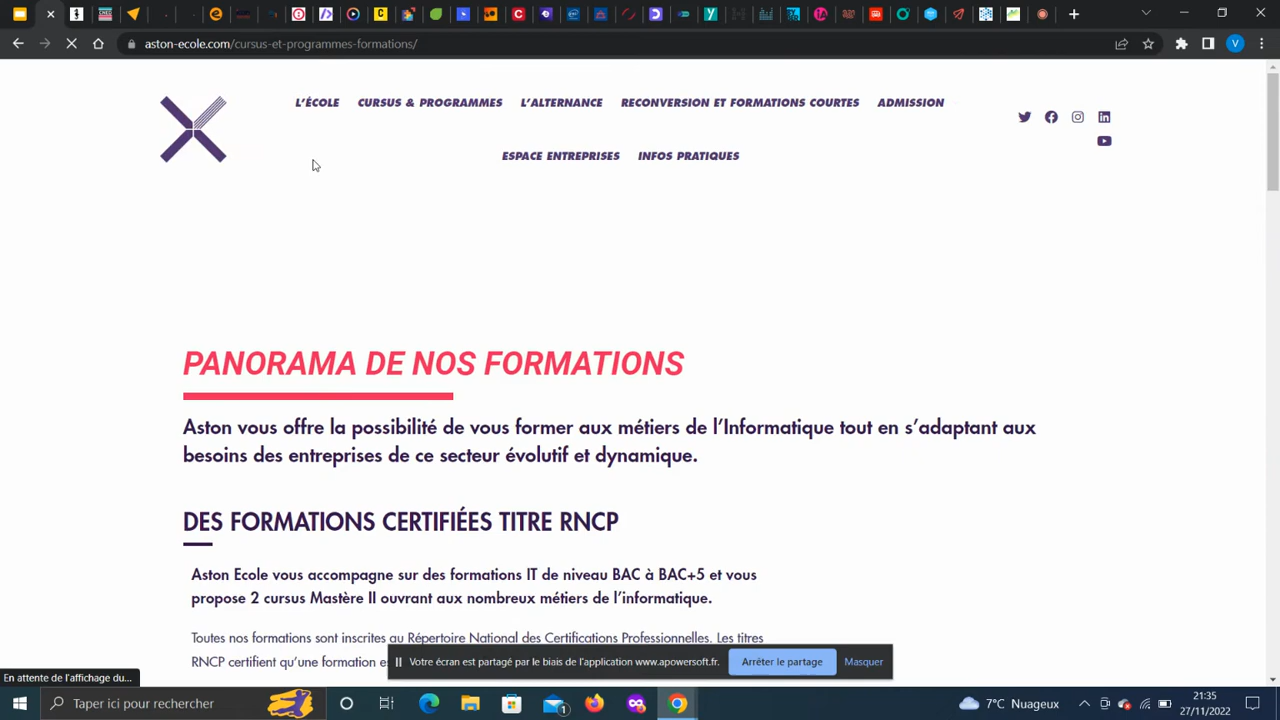 aston-ecole.com/cursus-et-programmes-formations/
V
L'ÉCOLE CURSUS & PROGRAMMES L'ALTERNANCE RECONVERSION ET FORMATIONS COURTES ADMISSION
ESPACE ENTREPRISES INFOS PRATIQUES
PANORAMA DE NOS FORMATIONS
Aston vous offre la possibilité de vous former aux métiers de l'Informatique tout en s'adaptant aux
besoins des entreprises de ce secteur évolutif et dynamique.
DES FORMATIONS CERTIFIÉES TITRE RNCP
Aston Ecole vous accompagne sur des formations IT de niveau BAC à BAC+5 et vous
propose 2 cursus Mastère II ouvrant aux nombreux métiers de l'informatique.
Toutes nos formations sont inscrites au Répertoire National des Certifications Professionnelles. Les titres
RNCP certifient qu'une formation
Votre écran est partagé par le biais de l'application www.apowersoft.fr. Arrêter le partage Masquer
En attente de l'affichage du...
Taper ici pour rechercher
1
7°C Nuageux
21:35
27/11/2022